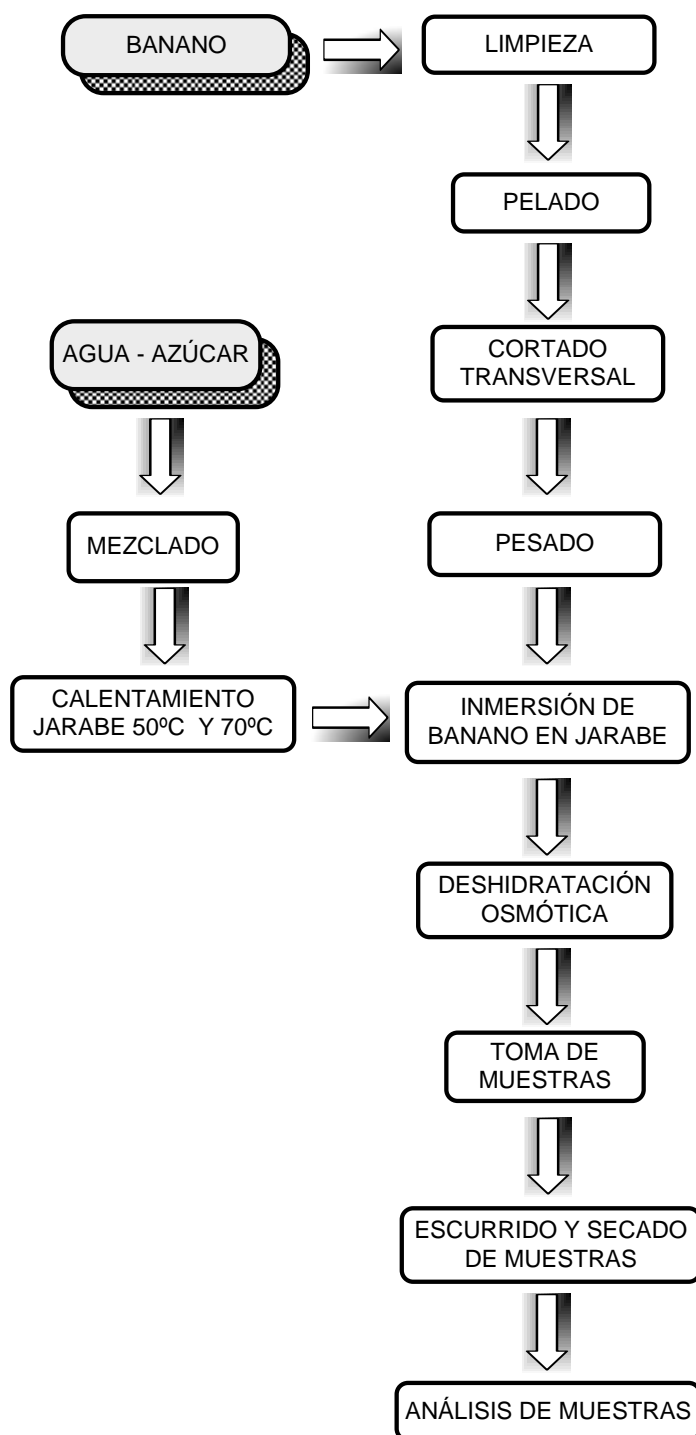 BANANO
LIMPIEZA
PELADO
CORTADO
TRANSVERSAL
PESADO
AGUA - AZÚCAR
MEZCLADO
CALENTAMIENTO
JARABE 50ºC Y 70ºC
INMERSIÓN DE
BANANO EN JARABE
DESHIDRATACIÓN
OSMÓTICA
TOMA DE
MUESTRAS
ESCURRIDO Y SECADO
DE MUESTRAS
ANÁLISIS DE MUESTRAS